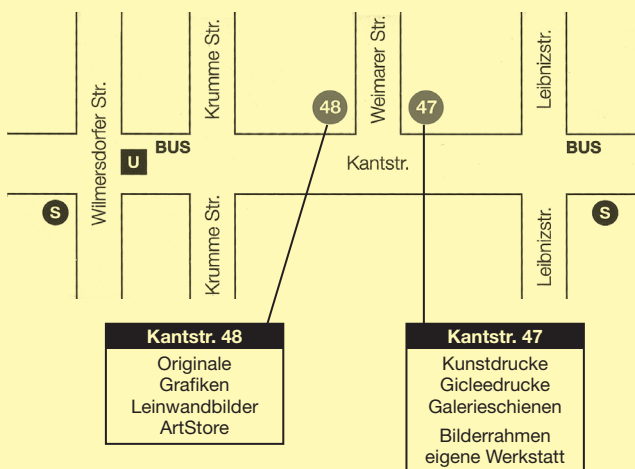 Wilmersdorfer Str.
Krumme Str.
Weimarer Str.
Leibnizstr.
48
47
U
BUS
Kantstr.
BUS
S
Krumme Str.
Leibnizstr.
S
Kantstr. 48
Originale
Grafiken
Leinwandbilder
ArtStore
Kantstr. 47
Kunstdrucke
Gicleedrucke
Galerieschienen
Bilderrahmen
eigene Werkstatt